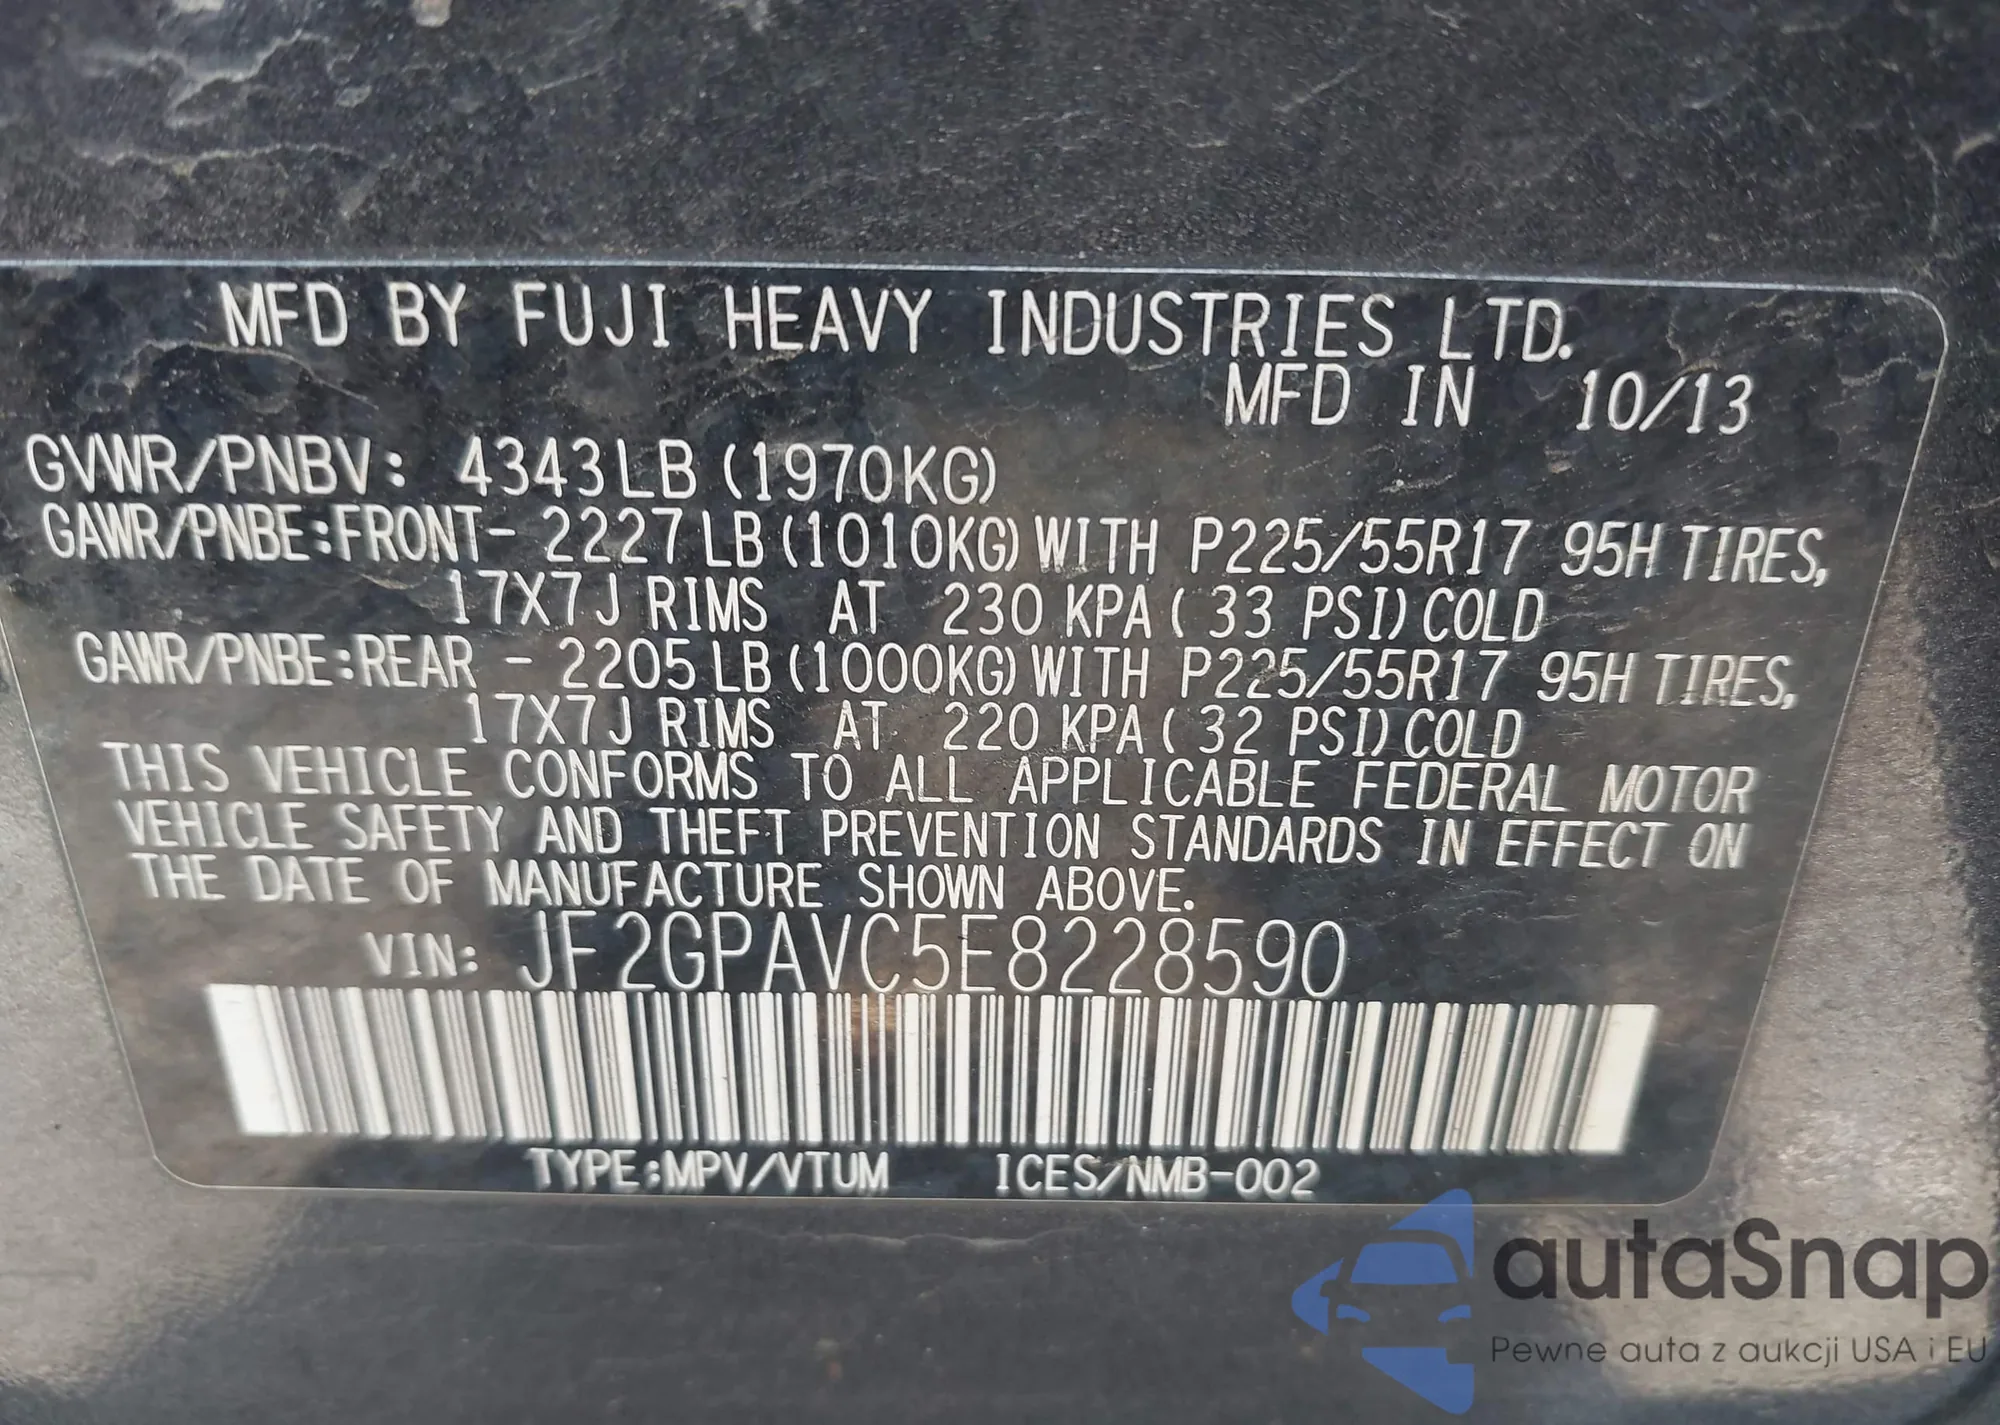 MFD BY FUJI HEAVY INDUSTRIES LTD.
MFD IN 10/13
GVWR/PNBV: 4343LB (1970KG)
GAWR/PNBE:FRONT- 2227LB (1010KG) WITH P225/55R17 95H TIRES,
17X7J RIMS AT 230 KPA ( 33 PSI) COLD
GAWR/PNBE:REAR - 2205LB (1000KG) WITH P225/55R17 95H TIRES,
17X7J RIMS AT 220 KPA ( 32 PSI) COLD
THIS VEHICLE CONFORMS TO ALL APPLICABLE FEDERAL MOTOR
VEHICLE SAFETY AND THEFT PREVENTION STANDARDS IN EFFECT ON
THE DATE OF MANUFACTURE SHOWN ABOVE.
VIN: JF2GPAVC5E8228590
TYPE:MPV/VTUM ICES/NMB-002
autaSnap
Pewne auta z aukcji USA i EU